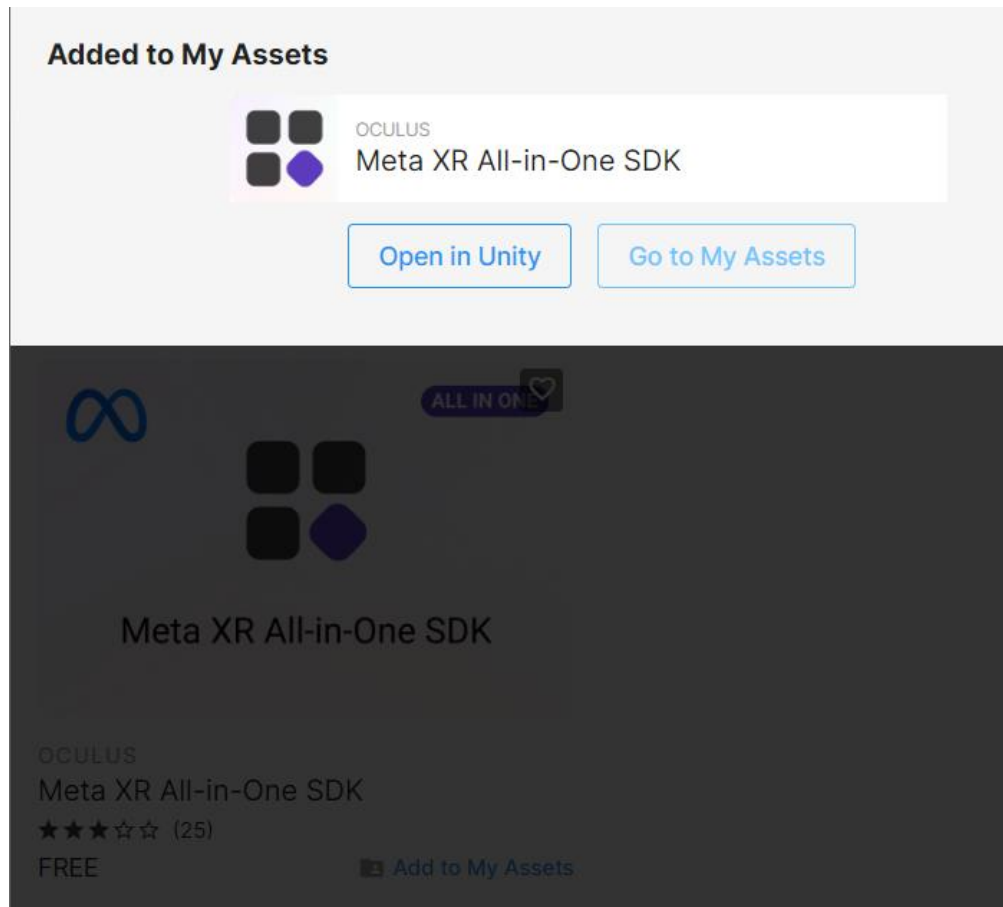 Added to My Assets
OCULUS
Meta XR All-in-One SDK
Open in Unity Go to My Assets
ALL IN ONE
Meta XR All-in-One SDK
OCULUS
Meta XR All-in-One SDK
(25)
FREE Add to My Assets